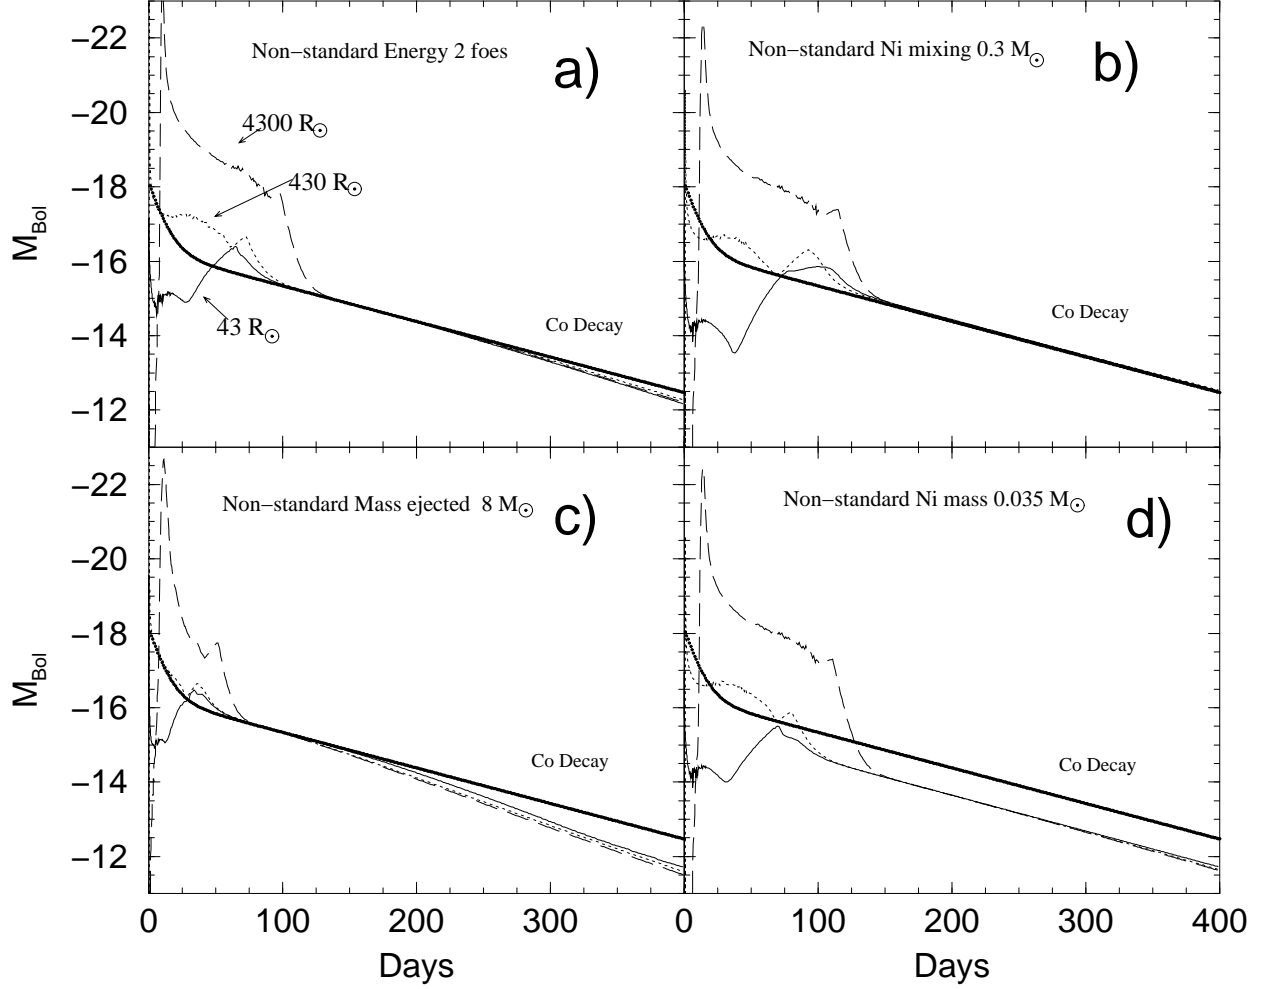 Non−standard Energy 2 foes
a)
4300 R☉
430 R☉
43 R☉
Co Decay
M_Bol
−22
−20
−18
−16
−14
−12
Non−standard Ni mixing 0.3 M☉
b)
Co Decay
Non−standard Mass ejected 8 M☉
c)
Co Decay
M_Bol
−22
−20
−18
−16
−14
−12
0 100 200 300
Days
Non−standard Ni mass 0.035 M☉
d)
Co Decay
0 100 200 300 400
Days